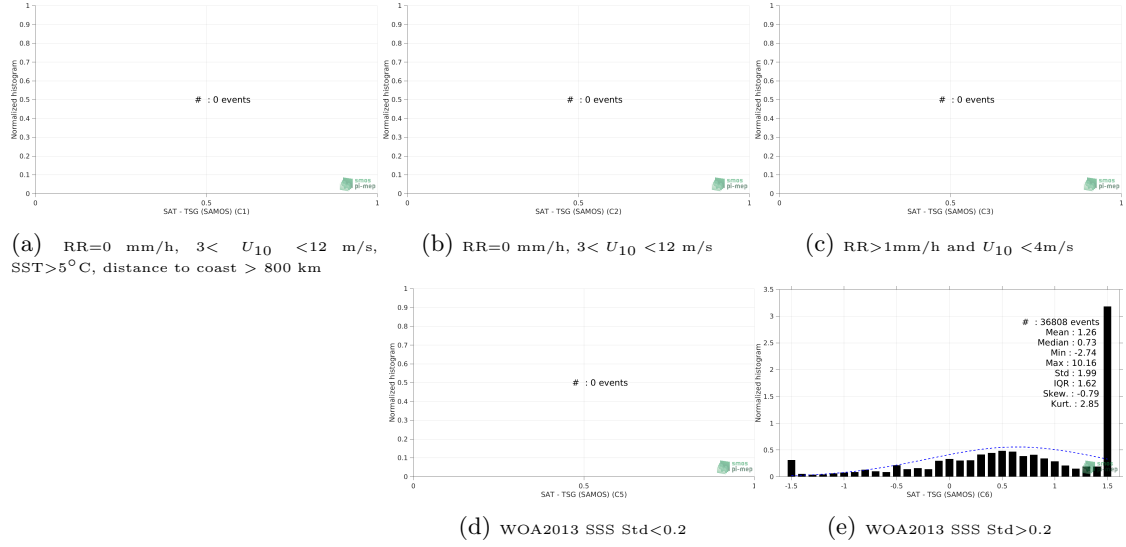 1
0.9
0.8
0.7
0.6
0.5
0.4
0.3
0.2
0.1
0
Normalized histogram
# : 0 events
smos
pi-mep
0 0.5 1
SAT - TSG (SAMOS) (C1)
(a) RR=0 mm/h, 3< U10 <12 m/s,
SST>5°C, distance to coast > 800 km
1
0.9
0.8
0.7
0.6
0.5
0.4
0.3
0.2
0.1
0
Normalized histogram
# : 0 events
smos
pi-mep
0 0.5 1
SAT - TSG (SAMOS) (C2)
(b) RR=0 mm/h, 3< U10 <12 m/s
1
0.9
0.8
0.7
0.6
0.5
0.4
0.3
0.2
0.1
0
Normalized histogram
# : 0 events
smos
pi-mep
0 0.5 1
SAT - TSG (SAMOS) (C3)
(c) RR>1mm/h and U10 <4m/s
1
0.9
0.8
0.7
0.6
0.5
0.4
0.3
0.2
0.1
0
Normalized histogram
# : 0 events
smos
pi-mep
0 0.5 1
SAT - TSG (SAMOS) (C5)
(d) WOA2013 SSS Std<0.2
3.5
3
2.5
2
1.5
1
0.5
0
Normalized histogram
# : 36808 events
Mean : 1.26
Median : 0.73
Min : -2.74
Max : 10.16
Std : 1.99
IQR : 1.62
Skew. : -0.79
Kurt. : 2.85
smos
pi-mep
-1.5 -1 -0.5 0 0.5 1 1.5
SAT - TSG (SAMOS) (C6)
(e) WOA2013 SSS Std>0.2